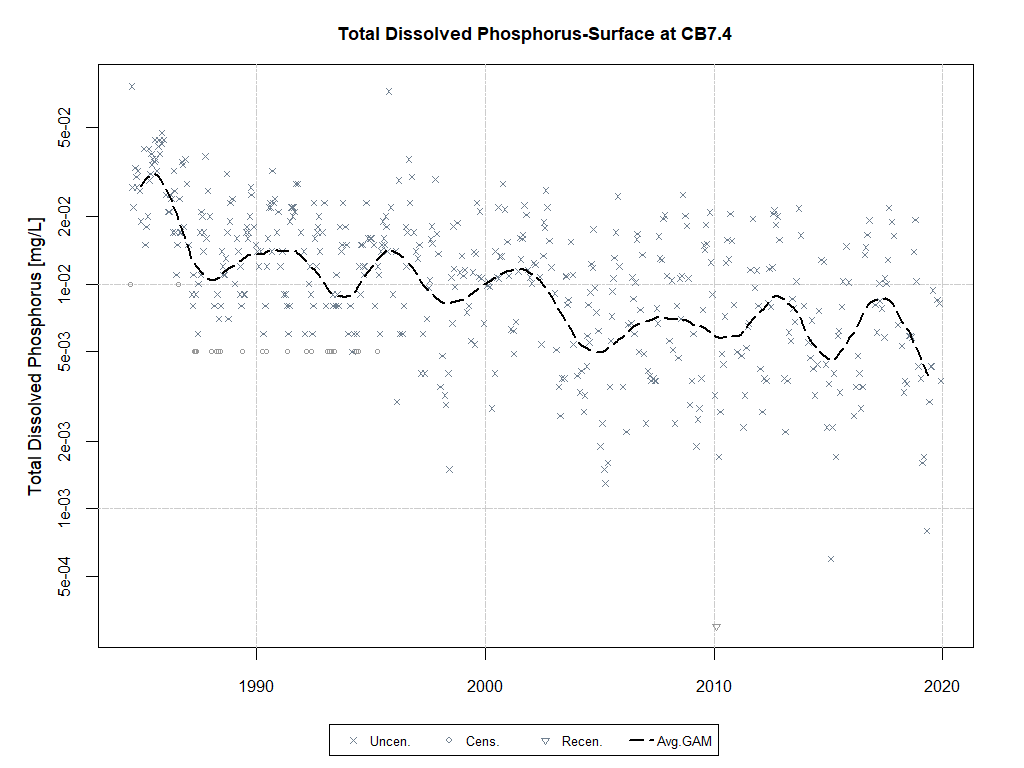 Total Dissolved Phosphorus-Surface at CB7.4
Total Dissolved Phosphorus [mg/L]
5e-02
2e-02
1e-02
5e-03
2e-03
1e-03
5e-04
1990 2000 2010 2020
Uncen. Cens. Recen. Avg.GAM